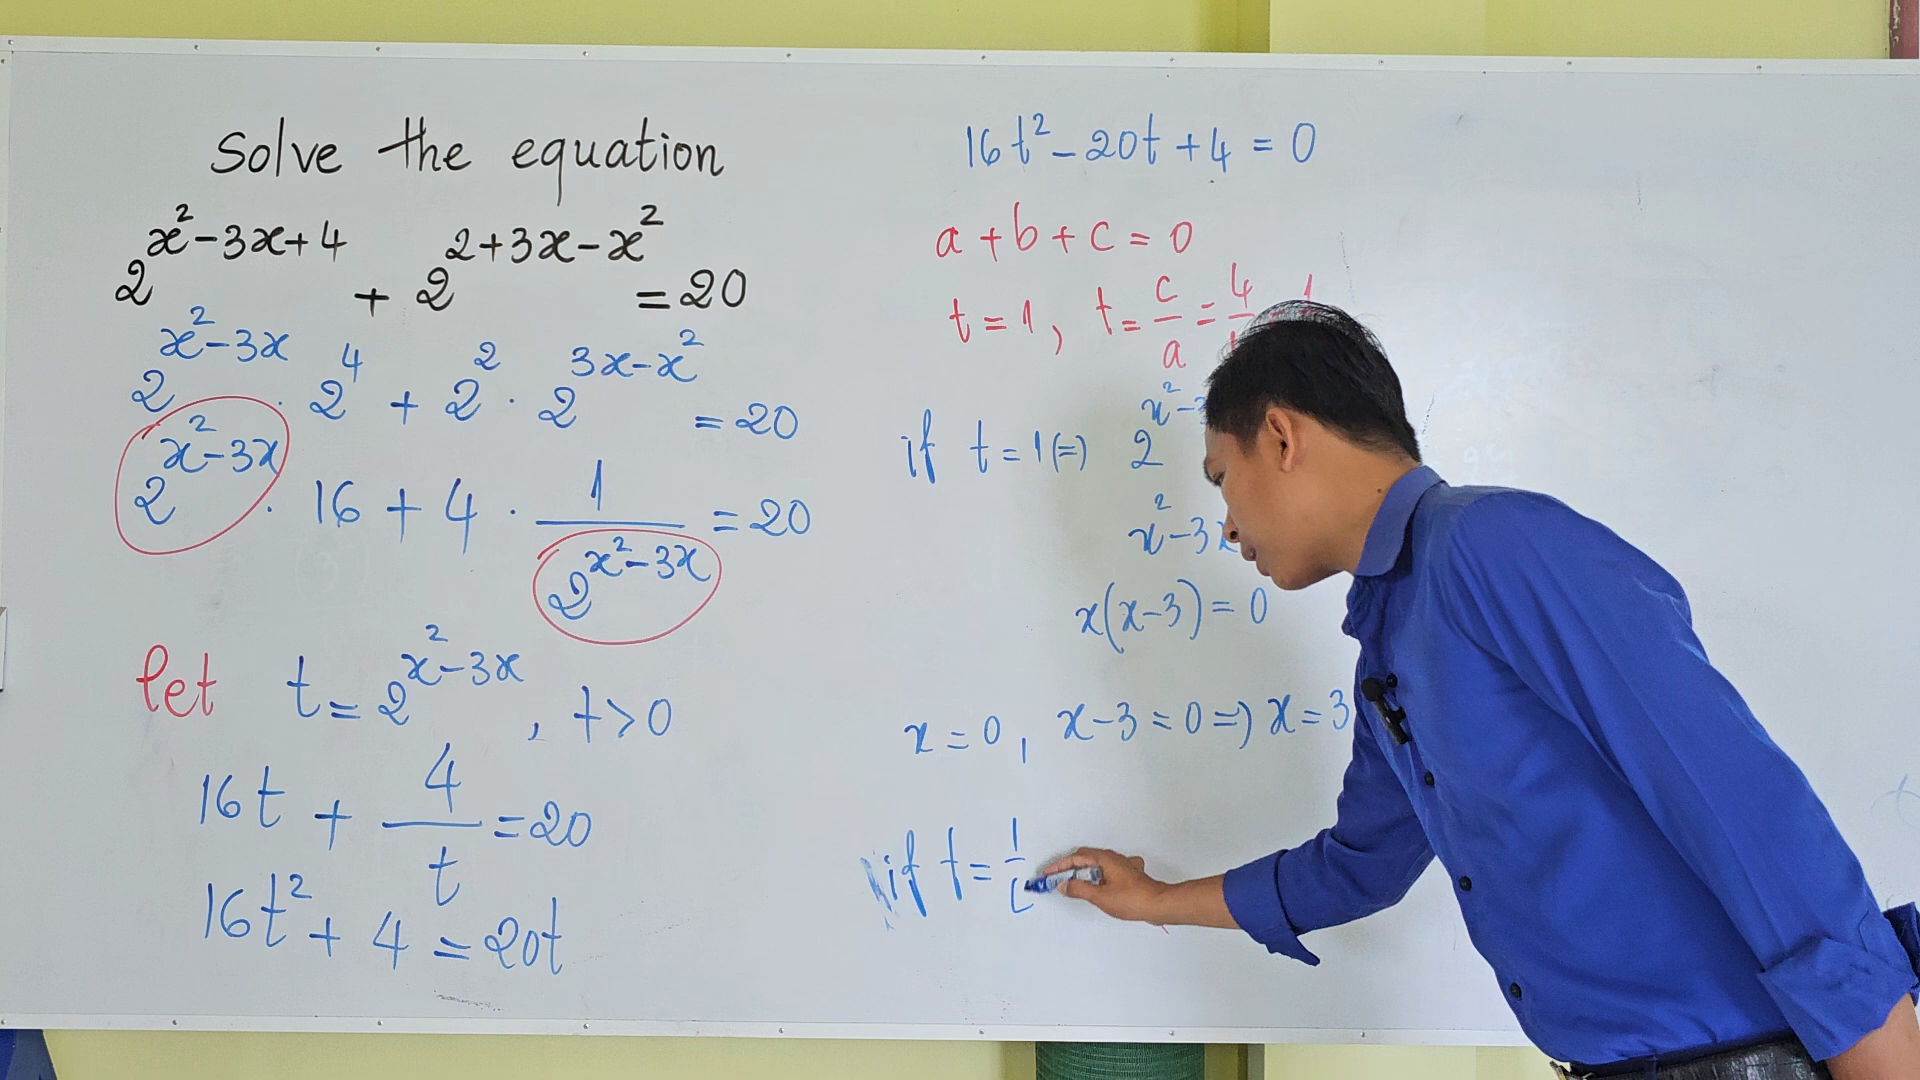 Solve the equation
2^(x²-3x+4) + 2^(2+3x-x²) = 20
2^(x²-3x) . 2^4 + 2^2 . 2^(3x-x²) = 20
2^(x²-3x) . 16 + 4 . 1/2^(x²-3x) = 20
let t = 2^(x²-3x) , t > 0
16t + 4/t = 20
16t² + 4 = 20t
16t² - 20t + 4 = 0
a + b + c = 0
t = 1 , t = c/a = 4/
if t = 1 (=) 2^(x²-
x² - 3x
x(x-3) = 0
x = 0 , x-3 = 0 => x = 3
if t = 1/